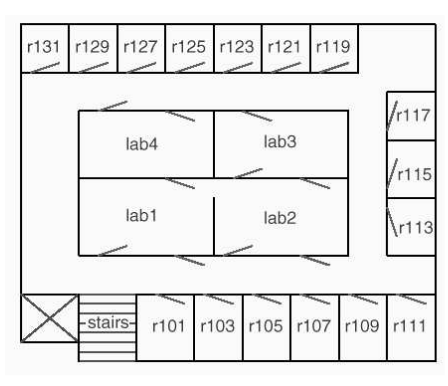 r131 r129 r127 r125 r123 r121 r119
r117
lab4 lab3
r115
lab1 lab2
r113
stairs r101 r103 r105 r107 r109 r111